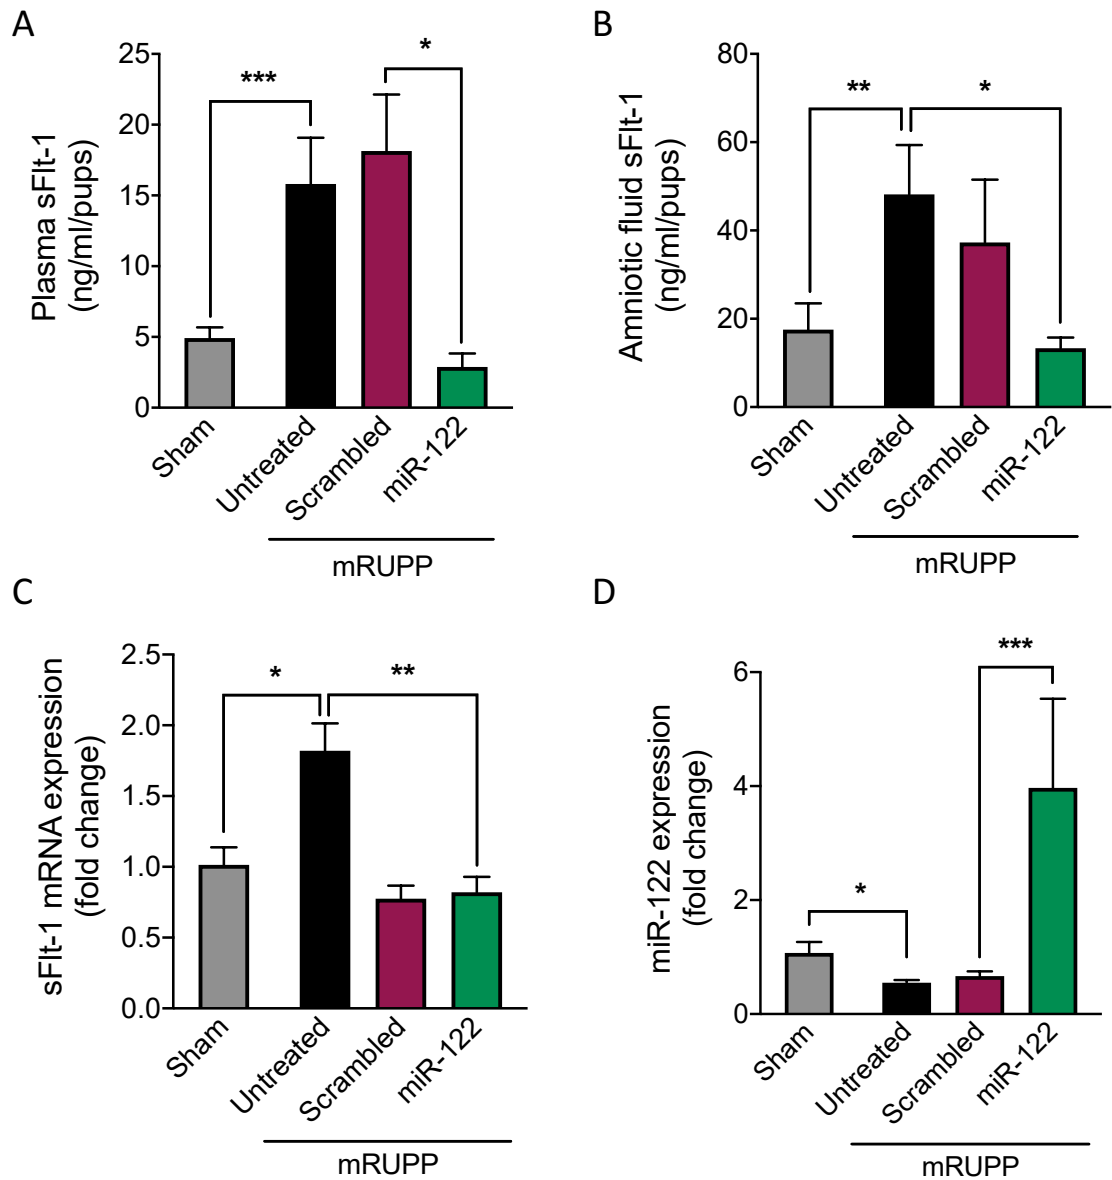 A
Plasma sFlt-1
(ng/ml/pups)
25
20
15
10
5
0
***
*
Sham
Untreated
Scrambled
miR-122
mRUPP
B
Amniotic fluid sFlt-1
(ng/ml/pups)
80
60
40
20
0
**
*
Sham
Untreated
Scrambled
miR-122
mRUPP
C
sFlt-1 mRNA expression
(fold change)
2.5
2.0
1.5
1.0
0.5
0.0
*
**
Sham
Untreated
Scrambled
miR-122
mRUPP
D
miR-122 expression
(fold change)
6
4
2
0
*
***
Sham
Untreated
Scrambled
miR-122
mRUPP